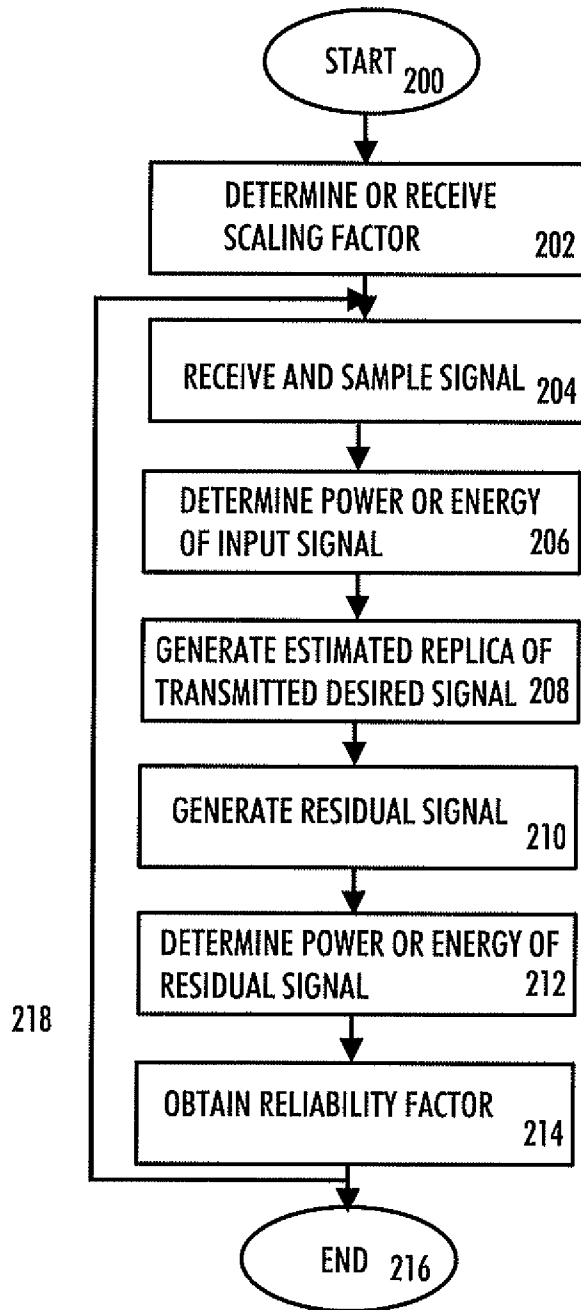 START 200
DETERMINE OR RECEIVE
SCALING FACTOR 202
RECEIVE AND SAMPLE SIGNAL 204
DETERMINE POWER OR ENERGY
OF INPUT SIGNAL 206
GENERATE ESTIMATED REPLICA OF
TRANSMITTED DESIRED SIGNAL 208
GENERATE RESIDUAL SIGNAL 210
DETERMINE POWER OR ENERGY OF
RESIDUAL SIGNAL 212
218
OBTAIN RELIABILITY FACTOR 214
END 216